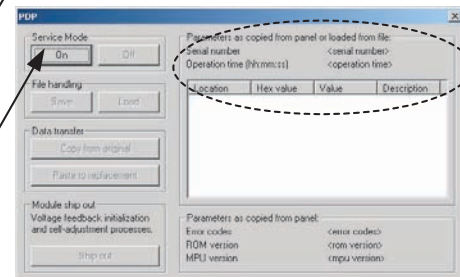 PDP
Service Mode
On
Off
File handling
Save
Load
Data transfer
Copy from original
Paste to replacement
Module ship out
Voltage feedback initialization
and self-adjustment processes.
Ship out
Parameters as copied from panel or loaded from file:
Serial number <serial number>
Operation time (hh:mm:ss) <operation time>
Location Hex value Value Description
Parameters as copied from panel:
Error codes <error codes>
ROM version <rom version>
MPU version <mpu version>